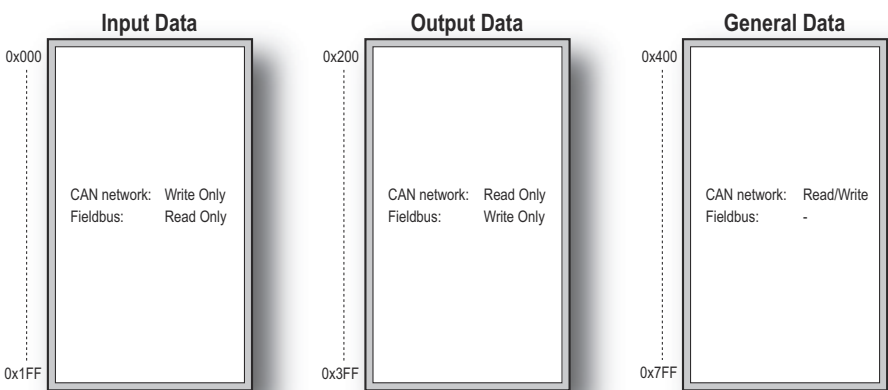 Input Data
0x000
CAN network: Write Only
Fieldbus: Read Only
0x1FF
Output Data
0x200
CAN network: Read Only
Fieldbus: Write Only
0x3FF
General Data
0x400
CAN network: Read/Write
Fieldbus: -
0x7FF